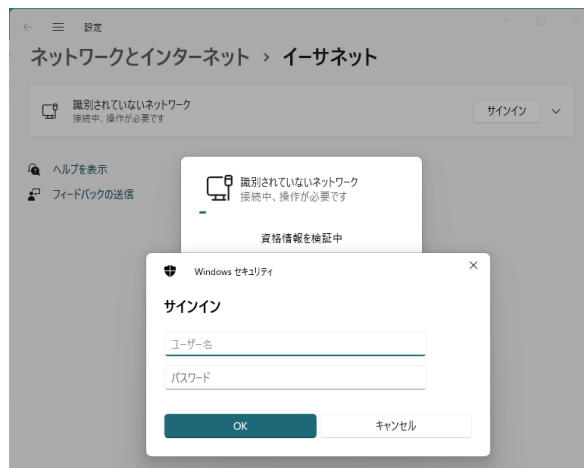 設定
ネットワークとインターネット › イーサネット
識別されていないネットワーク
接続中、操作が必要です
サインイン
ヘルプを表示
フィードバックの送信
識別されていないネットワーク
接続中、操作が必要です
資格情報を検証中
Windows セキュリティ
サインイン
ユーザー名
パスワード
OK
キャンセル